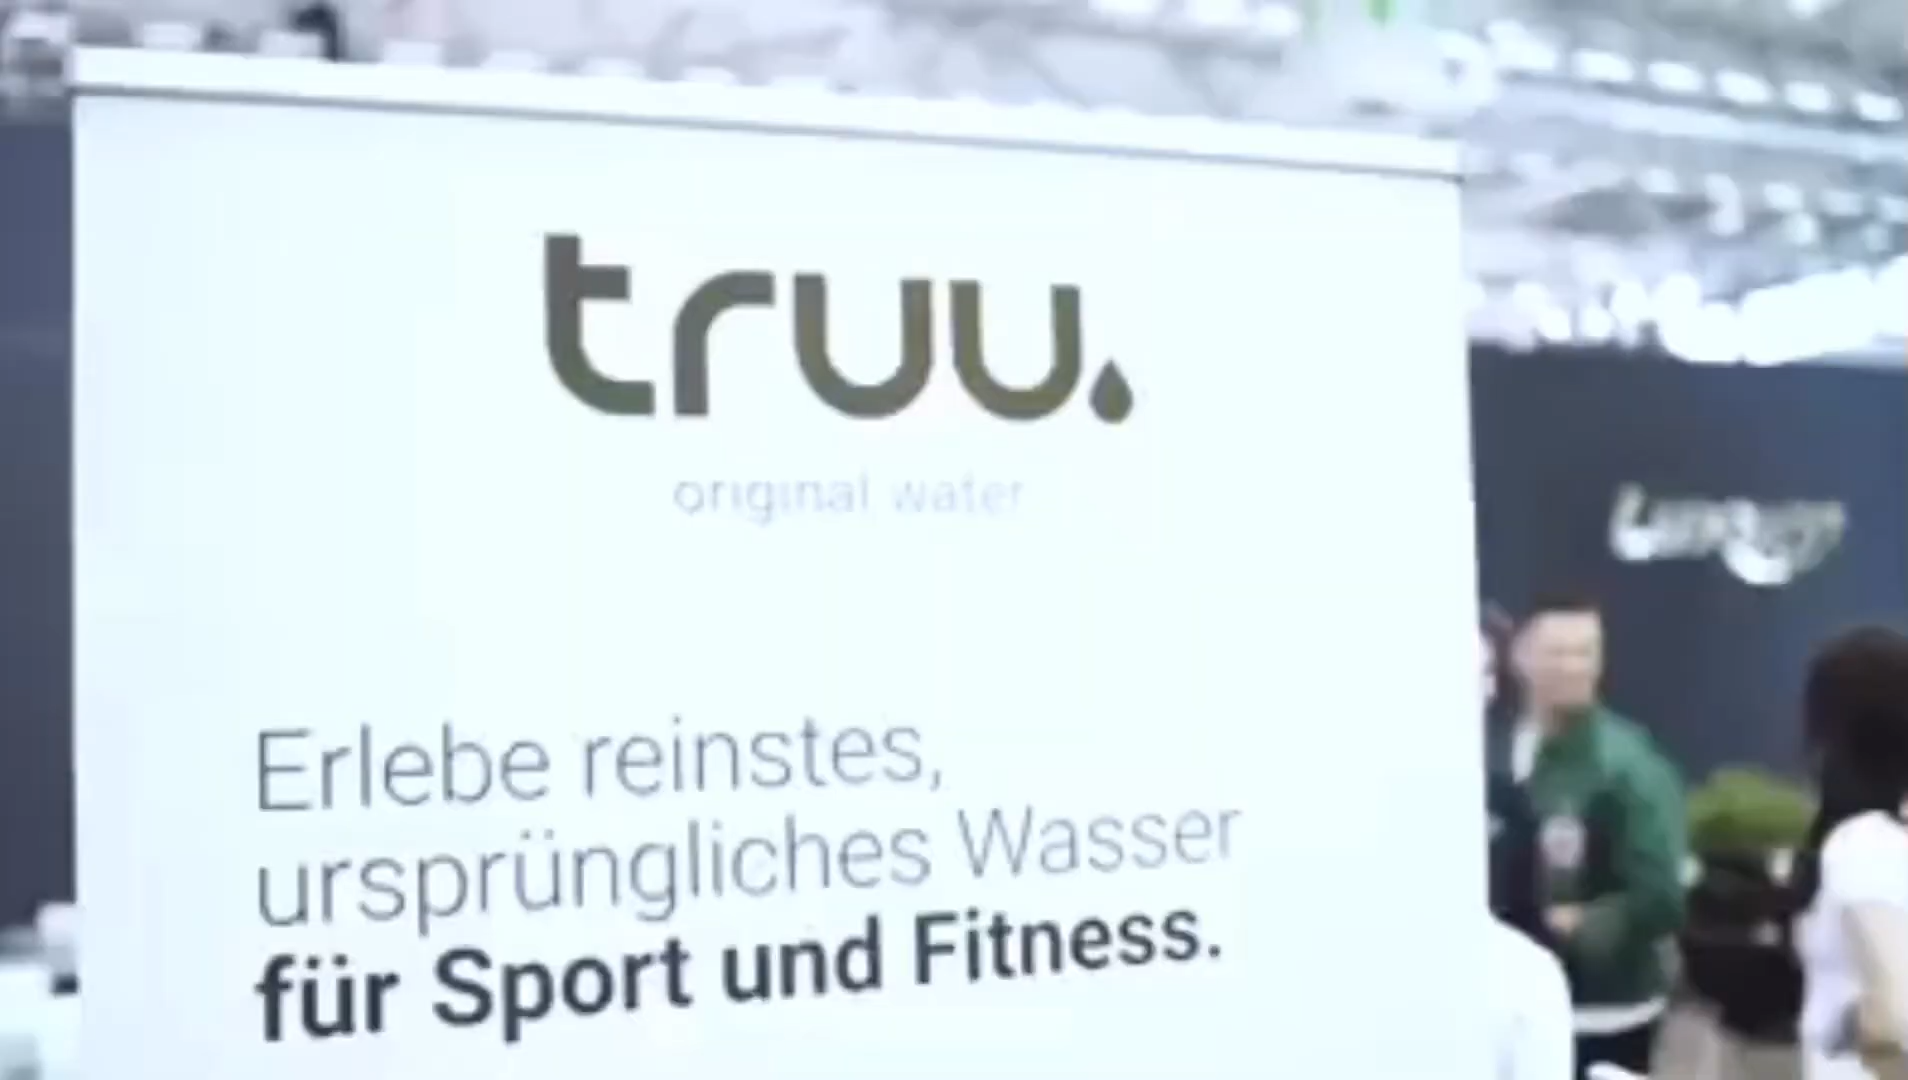 truu
original water
Erlebe reinstes,
ursprüngliches Wasser
für Sport und Fitness.